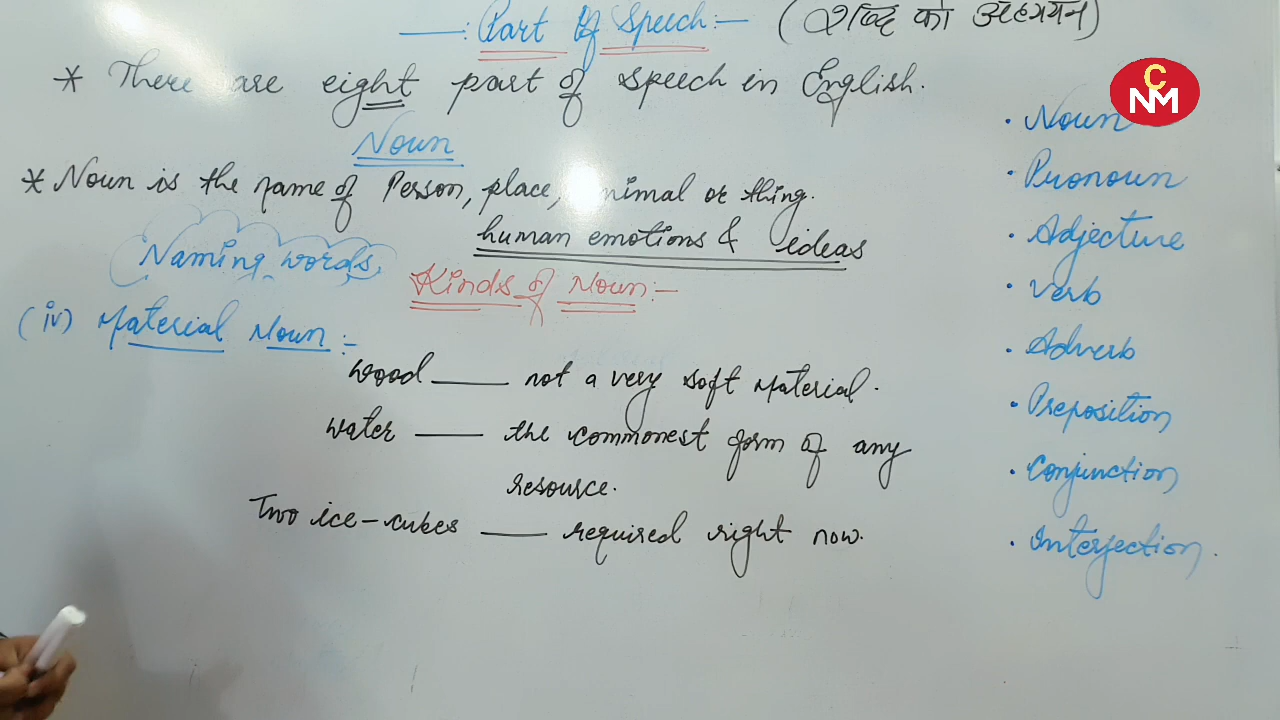 —: Part Of Speech:— (शब्दि का अध्ययन)
* There are eight part of speech in English.
Noun
* Noun is the name of Person, place, animal or thing.
human emotions & ideas
Naming words,
Kinds of Noun:—
(iv) Material Noun:-
wood ——— not a very soft material.
water ——— the commonest form of any
resource.
Two ice-cubes ——— required right now.
CNM
• Noun
• Pronoun
• Adjective
• Verb
• Adverb
• Preposition
• Conjunction
• Interjection.